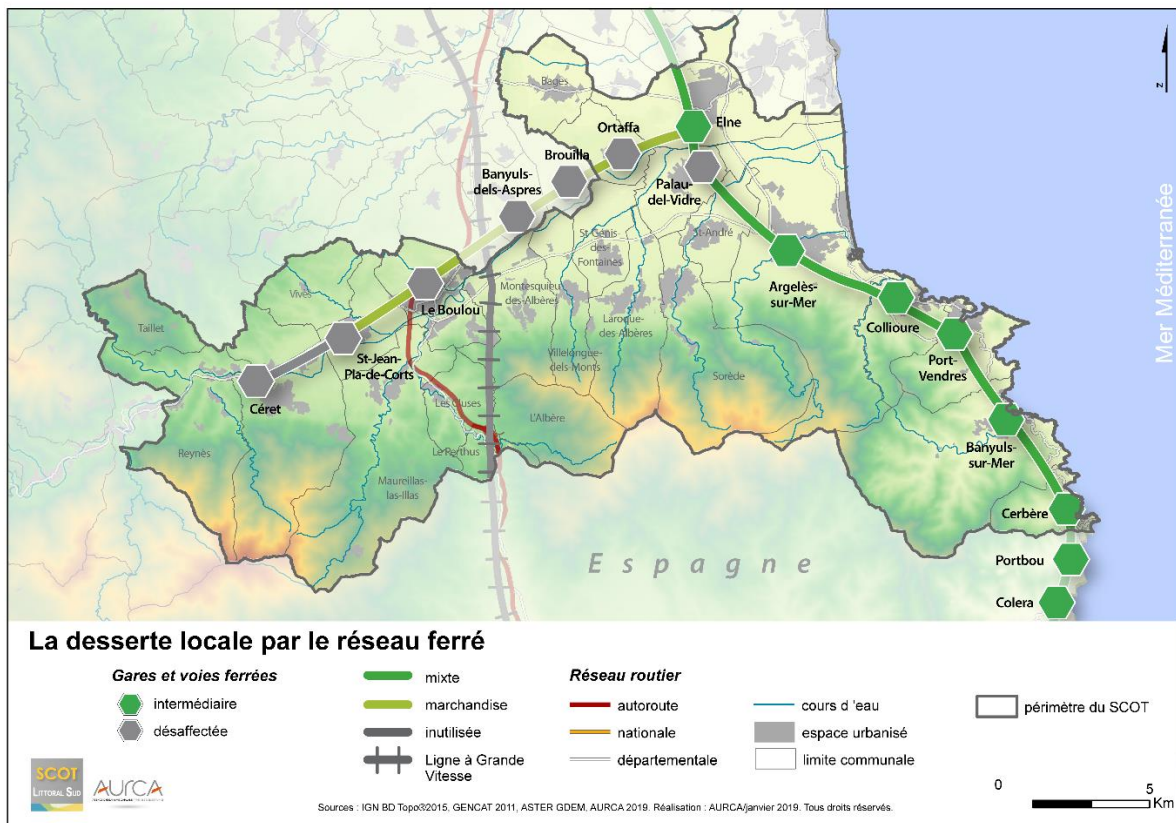 Bages
Elne
Ortaffa
Brouilla
Banyuls-
dels-Aspres
Palau-
del-Vidre
Mer Méditerranée
z
St-Génis
des-
Fontaines
St-André
Argelès-
sur-Mer
Montesquieu
des-Albères
Le Boulou
Vivès
Taillet
Collioure
Laroque-
des-Albères
Port-
Vendres
St-Jean-
Pla-de-Corts
Villelongue-
dels-Monts
Sorède
Céret
Les Cluses
L'Albère
Banyuls-
sur-Mer
Reynès
Le Perthus
Maureillas-
las-Illas
Cerbère
Espagne
Portbou
Colera
La desserte locale par le réseau ferré
Gares et voies ferrées
intermédiaire
désaffectée
mixte
marchandise
inutilisée
Ligne à Grande
Vitesse
Réseau routier
autoroute
nationale
départementale
cours d 'eau
espace urbanisé
limite communale
périmètre du SCOT
SCOT
LITTORAL SUD
AURCA
0 5
Km
Sources : IGN BD Topo®2015, GENCAT 2011, ASTER GDEM, AURCA 2019. Réalisation : AURCA/janvier 2019. Tous droits réservés.